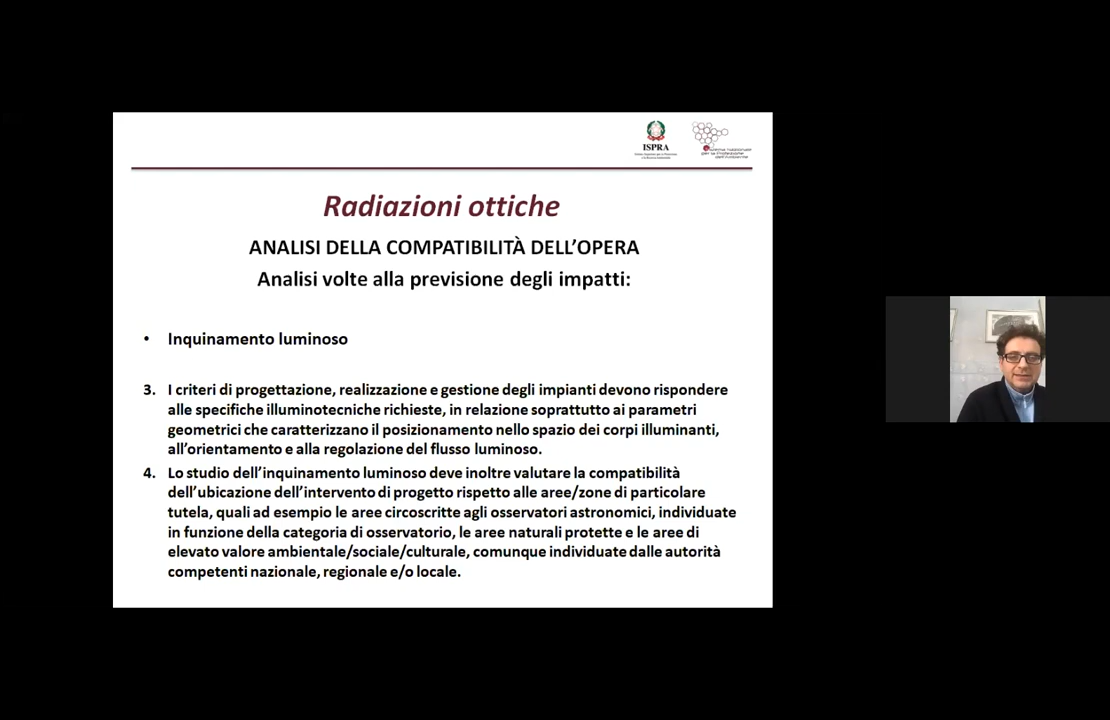 ISPRA
Radiazioni ottiche
ANALISI DELLA COMPATIBILITÀ DELL’OPERA
Analisi volte alla previsione degli impatti:
• Inquinamento luminoso
3. I criteri di progettazione, realizzazione e gestione degli impianti devono rispondere
alle specifiche illuminotecniche richieste, in relazione soprattutto ai parametri
geometrici che caratterizzano il posizionamento nello spazio dei corpi illuminanti,
all’orientamento e alla regolazione del flusso luminoso.
4. Lo studio dell’inquinamento luminoso deve inoltre valutare la compatibilità
dell’ubicazione dell’intervento di progetto rispetto alle aree/zone di particolare
tutela, quali ad esempio le aree circoscritte agli osservatori astronomici, individuate
in funzione della categoria di osservatorio, le aree naturali protette e le aree di
elevato valore ambientale/sociale/culturale, comunque individuate dalle autorità
competenti nazionale, regionale e/o locale.